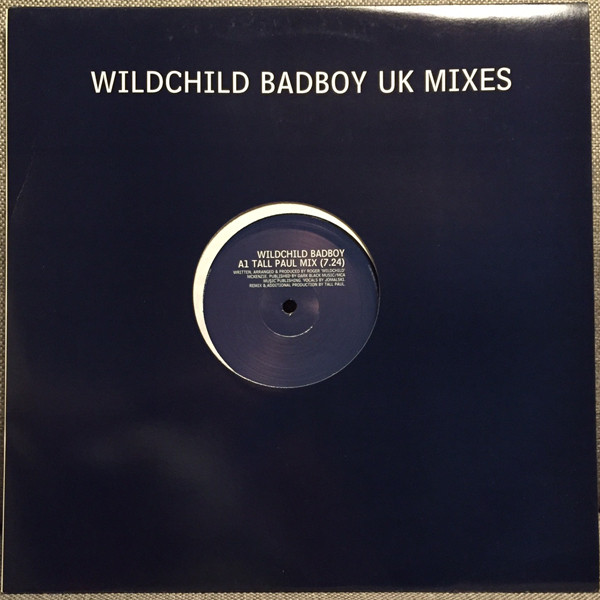 WILDCHILD BADBOY UK MIXES
WILDCHILD BADBOY
A1 TALL PAUL MIX (7.24)
WRITTEN, ARRANGED & PRODUCED BY ROGER 'WILDCHILD'
MCKENZIE. PUBLISHED BY DARK BLACK MUSIC/MCA
MUSIC PUBLISHING. VOCALS BY JOMALSKI.
REMIX & ADDITIONAL PRODUCTION BY TALL PAUL.